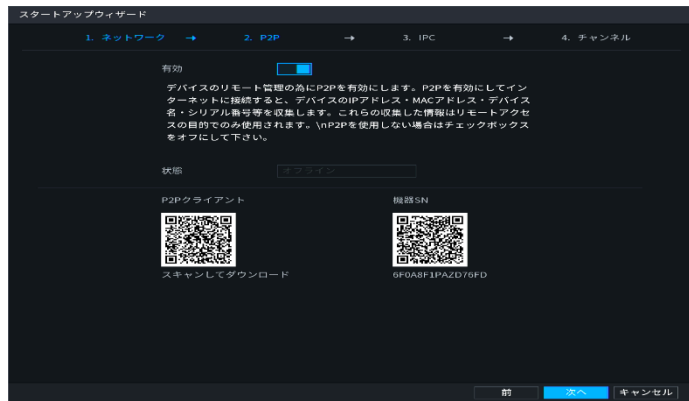 スタートアップウィザード
1. ネットワーク → 2. P2P → 3. IPC → 4. チャンネル
有効
デバイスのリモート管理の為にP2Pを有効にします。P2Pを有効にしてイン
ターネットに接続すると、デバイスのIPアドレス・MACアドレス・デバイス
名・シリアル番号等を収集します。これらの収集した情報はリモートアクセ
スの目的でのみ使用されます。\nP2Pを使用しない場合はチェックボックス
をオフにして下さい。
状態 オフライン
P2Pクライアント 機器SN
スキャンしてダウンロード 6F0A8F1PAZD76FD
前 次へ キャンセル